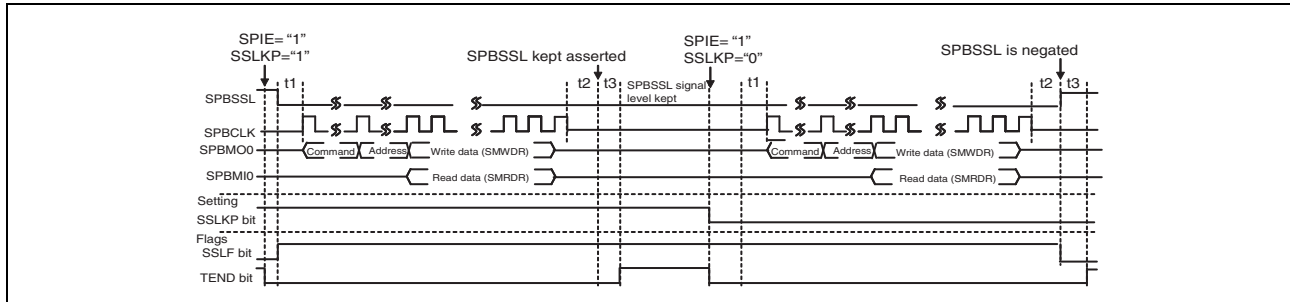 SPIE= “1”
SSLKP=“1”
SPBSSL kept asserted
SPIE= “1”
SSLKP=“0”
SPBSSL is negated
t1
t2
t3
SPBSSL signal
level kept
t1
t2
t3
SPBSSL
SPBCLK
SPBMO0
Command
Address
Write data (SMWDR)
Command
Address
Write data (SMWDR)
SPBMI0
Read data (SMRDR)
Read data (SMRDR)
Setting
SSLKP bit
Flags
SSLF bit
TEND bit